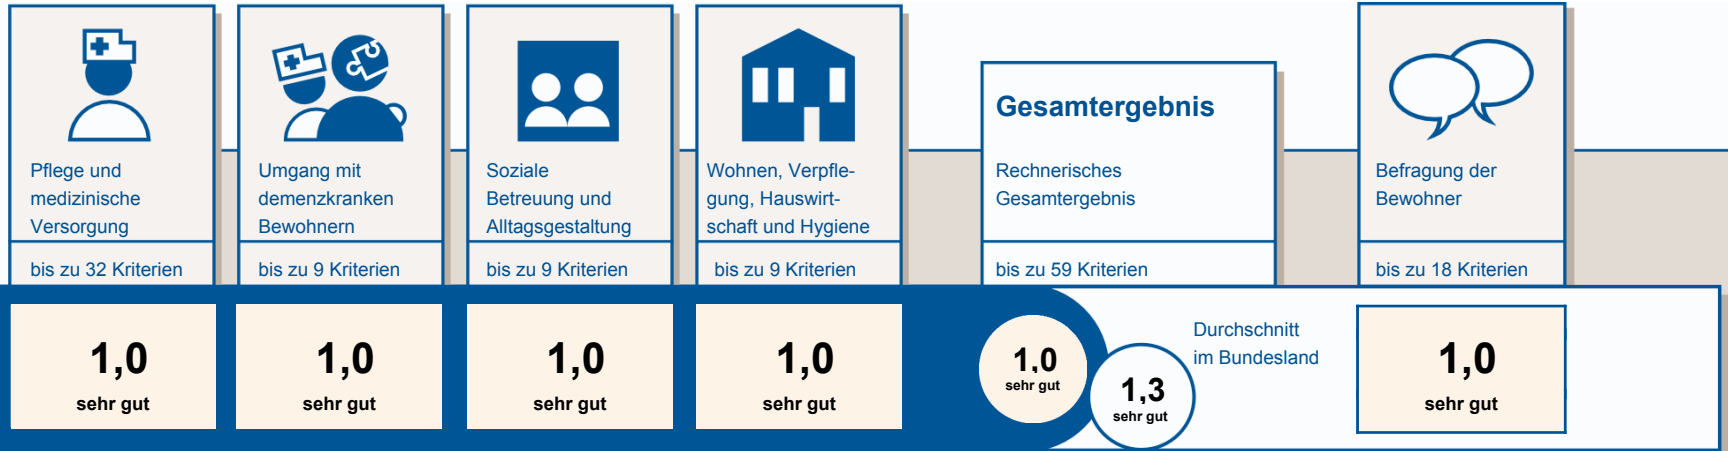 Pflege und
medizinische
Versorgung
bis zu 32 Kriterien
1,0
sehr gut
Umgang mit
demenzkranken
Bewohnern
bis zu 9 Kriterien
1,0
sehr gut
Soziale
Betreuung und
Alltagsgestaltung
bis zu 9 Kriterien
1,0
sehr gut
Wohnen, Verpfle-
gung, Hauswirt-
schaft und Hygiene
bis zu 9 Kriterien
1,0
sehr gut
Gesamtergebnis
Rechnerisches
Gesamtergebnis
bis zu 59 Kriterien
1,0
sehr gut
1,3
sehr gut
Durchschnitt
im Bundesland
Befragung der
Bewohner
bis zu 18 Kriterien
1,0
sehr gut